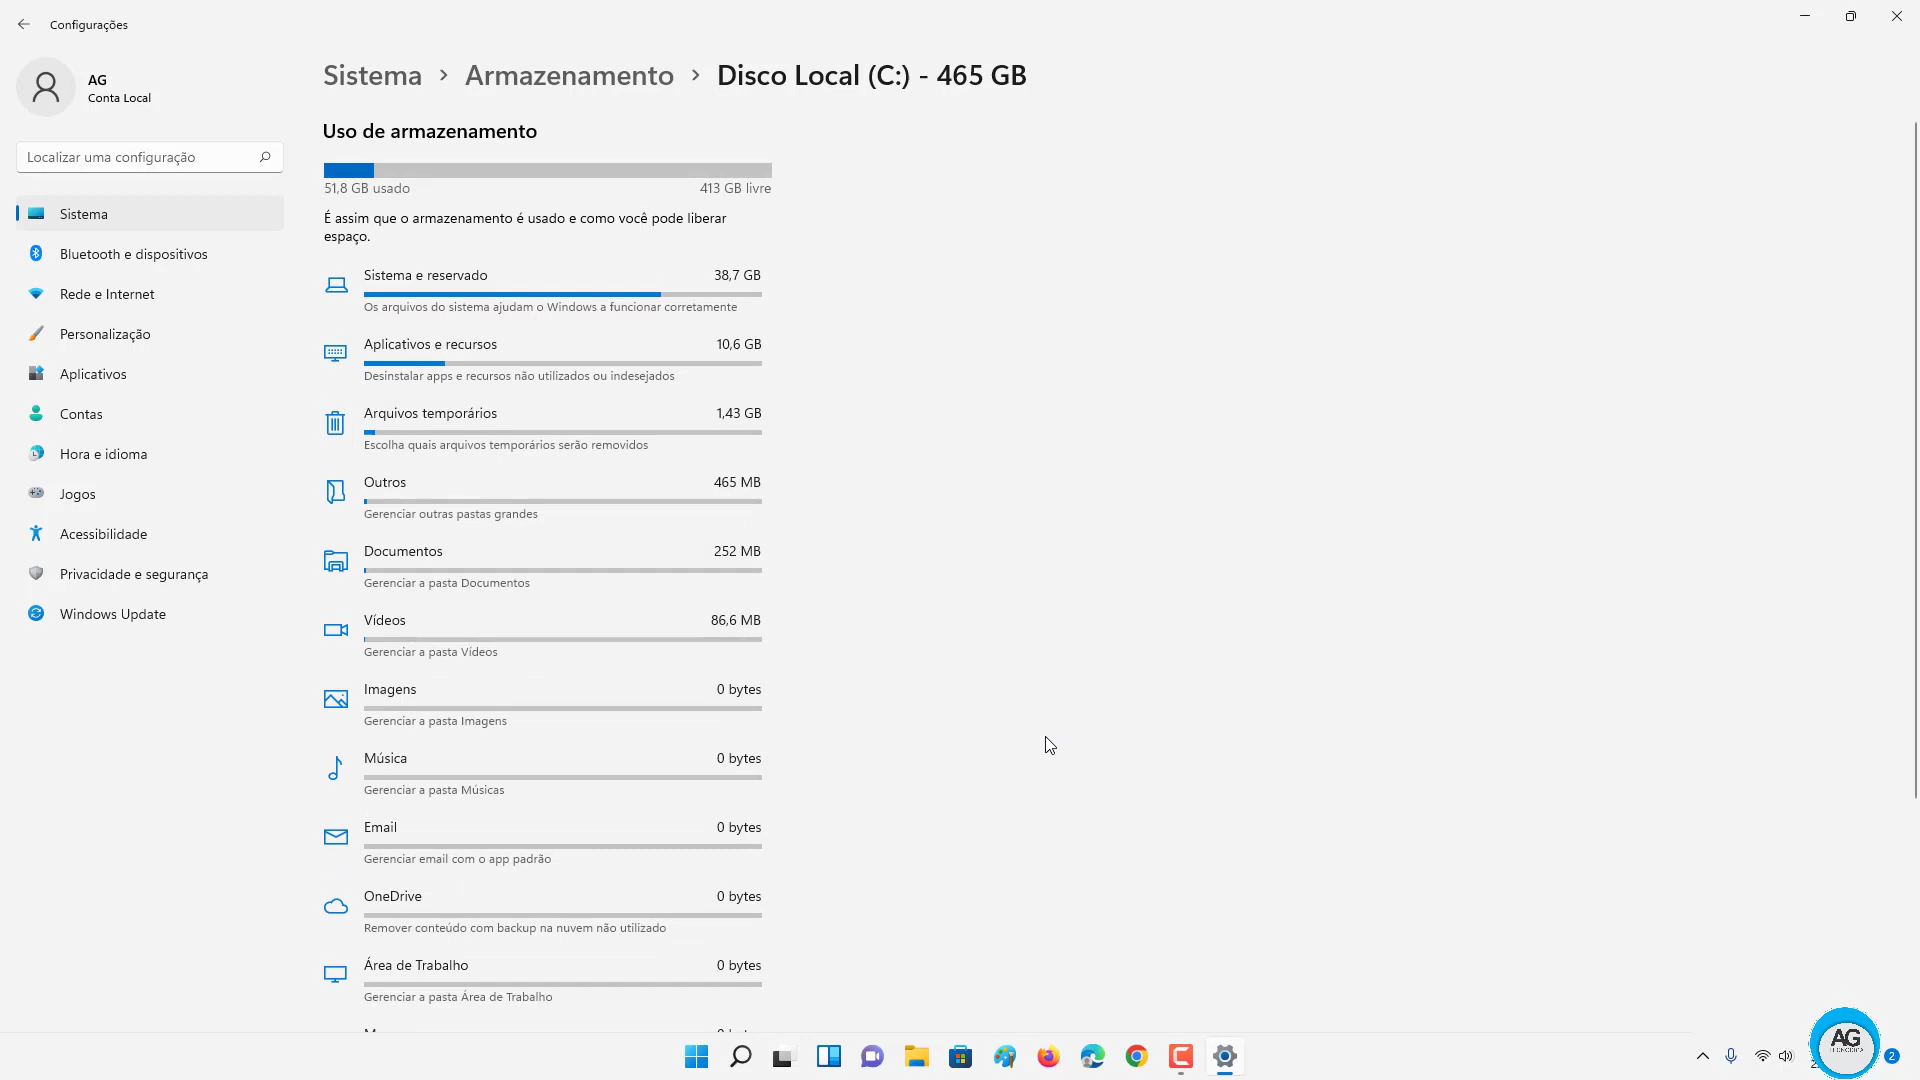 Configurações
AG
Conta Local
Localizar uma configuração
Sistema
Bluetooth e dispositivos
Rede e Internet
Personalização
Aplicativos
Contas
Hora e idioma
Jogos
Acessibilidade
Privacidade e segurança
Windows Update
Sistema > Armazenamento > Disco Local (C:) - 465 GB
Uso de armazenamento
51,8 GB usado 413 GB livre
É assim que o armazenamento é usado e como você pode liberar
espaço.
Sistema e reservado 38,7 GB
Os arquivos do sistema ajudam o Windows a funcionar corretamente
Aplicativos e recursos 10,6 GB
Desinstalar apps e recursos não utilizados ou indesejados
Arquivos temporários 1,43 GB
Escolha quais arquivos temporários serão removidos
Outros 465 MB
Gerenciar outras pastas grandes
Documentos 252 MB
Gerenciar a pasta Documentos
Vídeos 86,6 MB
Gerenciar a pasta Vídeos
Imagens 0 bytes
Gerenciar a pasta Imagens
Música 0 bytes
Gerenciar a pasta Músicas
Email 0 bytes
Gerenciar email com o app padrão
OneDrive 0 bytes
Remover conteúdo com backup na nuvem não utilizado
Área de Trabalho 0 bytes
Gerenciar a pasta Área de Trabalho
AG
2